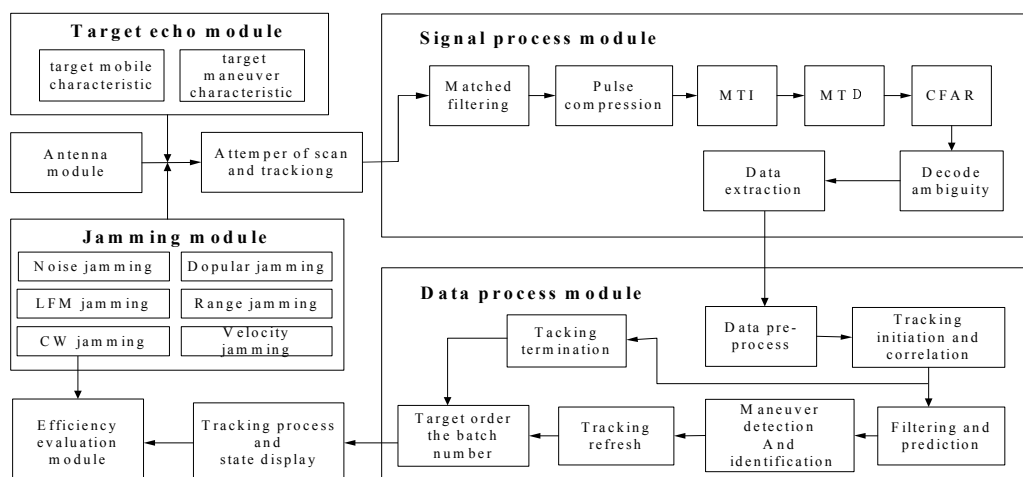 Target echo module
target mobile
characteristic
target
maneuver
characteristic
Antenna
module
Attemper of scan
and trackiong
Jamming module
Noise jamming
Dopular jamming
LFM jamming
Range jamming
CW jamming
Velocity
jamming
Efficiency
evaluation
module
Tracking process
and
state display
Signal process module
Matched
filtering
Pulse
compression
MTI
MTD
CFAR
Data
extraction
Decode
ambiguity
Data process module
Tacking
termination
Data pre-
process
Tracking
initiation and
correlation
Target order
the batch
number
Tracking
refresh
Maneuver
detection
And
identification
Filtering and
prediction